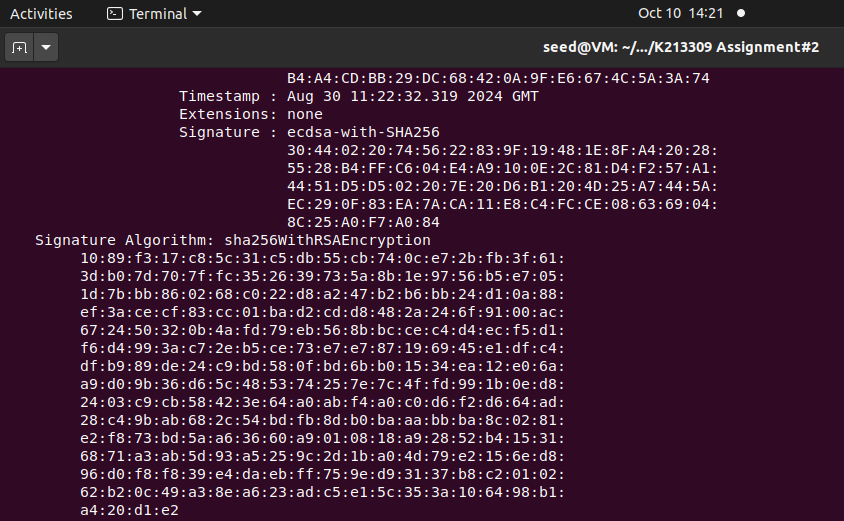 Activities Terminal Oct 10 14:21
seed@VM: ~/.../K213309 Assignment#2
B4:A4:CD:BB:29:DC:68:42:0A:9F:E6:67:4C:5A:3A:74
Timestamp : Aug 30 11:22:32.319 2024 GMT
Extensions: none
Signature : ecdsa-with-SHA256
30:44:02:20:74:56:22:83:9F:19:48:1E:8F:A4:20:28:
55:28:B4:FF:C6:04:E4:A9:10:0E:2C:81:D4:F2:57:A1:
44:51:D5:D5:02:20:7E:20:D6:B1:20:4D:25:A7:44:5A:
EC:29:0F:83:EA:7A:CA:11:E8:C4:FC:CE:08:63:69:04:
8C:25:A0:F7:A0:84
Signature Algorithm: sha256WithRSAEncryption
10:89:f3:17:c8:5c:31:c5:db:55:cb:74:0c:e7:2b:fb:3f:61:
3d:b0:7d:70:7f:fc:35:26:39:73:5a:8b:1e:97:56:b5:e7:05:
1d:7b:bb:86:02:68:c0:22:d8:a2:47:b2:b6:bb:24:d1:0a:88:
ef:3a:ce:cf:83:cc:01:ba:d2:cd:d8:48:2a:24:6f:91:00:ac:
67:24:50:32:0b:4a:fd:79:eb:56:8b:bc:ce:c4:d4:ec:f5:d1:
f6:d4:99:3a:c7:2e:b5:ce:73:e7:e7:87:19:69:45:e1:df:c4:
df:b9:89:de:24:c9:bd:58:0f:bd:6b:b0:15:34:ea:12:e0:6a:
a9:d0:9b:36:d6:5c:48:53:74:25:7e:7c:4f:fd:99:1b:0e:d8:
24:03:c9:cb:58:42:3e:64:a0:ab:f4:a0:c0:d6:f2:d6:64:ad:
28:c4:9b:ab:68:2c:54:bd:fb:8d:b0:ba:aa:bb:ba:8c:02:81:
e2:f8:73:bd:5a:a6:36:60:a9:01:08:18:a9:28:52:b4:15:31:
68:71:a3:ab:5d:93:a5:25:9c:2d:1b:a0:4d:79:e2:15:6e:d8:
96:d0:f8:f8:39:e4:da:eb:ff:75:9e:d9:31:37:b8:c2:01:02:
62:b2:0c:49:a3:8e:a6:23:ad:c5:e1:5c:35:3a:10:64:98:b1:
a4:20:d1:e2